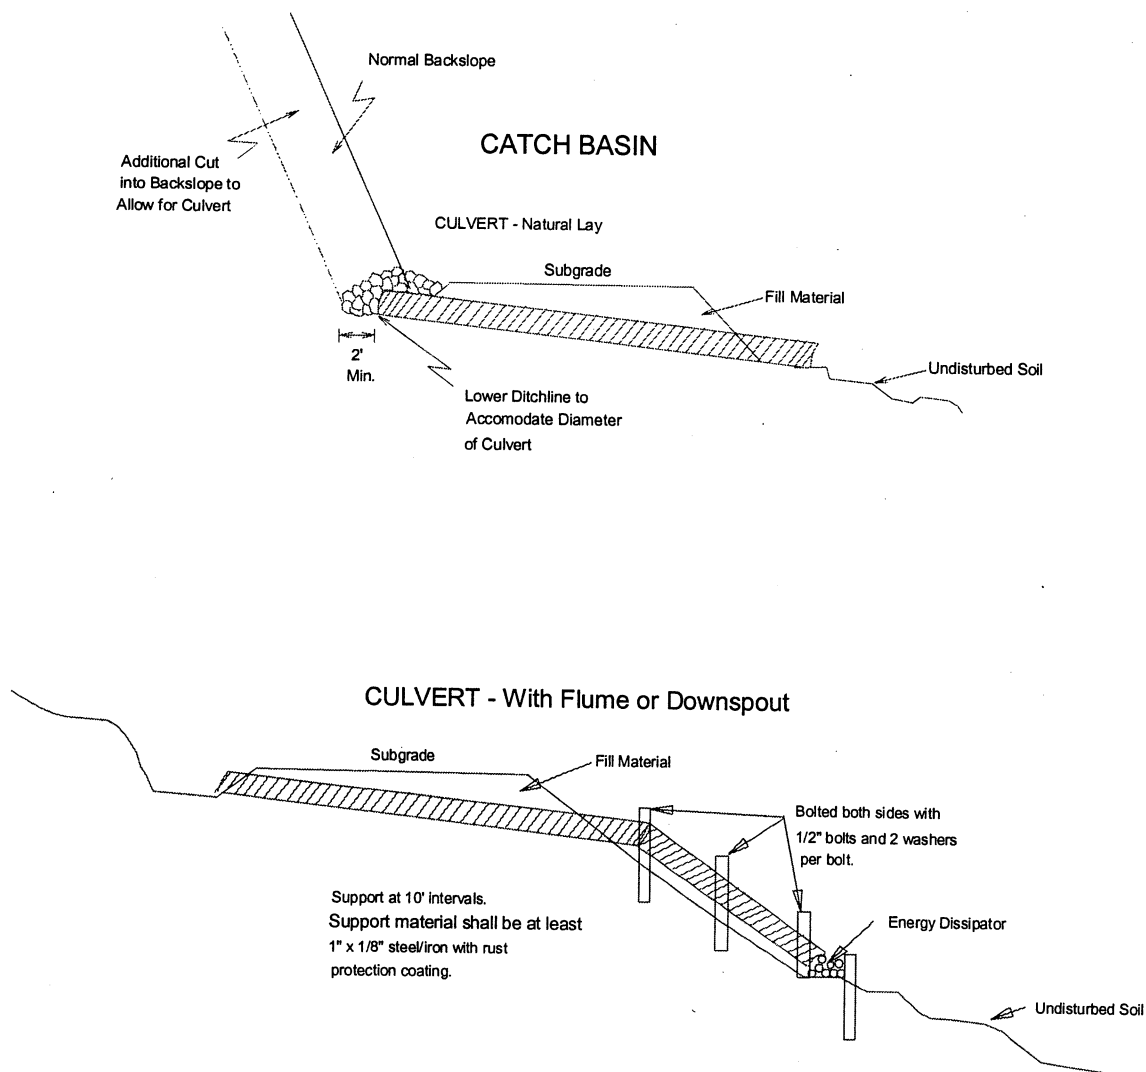 Normal Backslope
CATCH BASIN
Additional Cut
into Backslope to
Allow for Culvert
CULVERT - Natural Lay
Subgrade
Fill Material
2'
Min.
Undisturbed Soil
Lower Ditchline to
Accomodate Diameter
of Culvert
CULVERT - With Flume or Downspout
Subgrade
Fill Material
Bolted both sides with
1/2" bolts and 2 washers
per bolt.
Support at 10' intervals.
Support material shall be at least
1" x 1/8" steel/iron with rust
protection coating.
Energy Dissipator
Undisturbed Soil